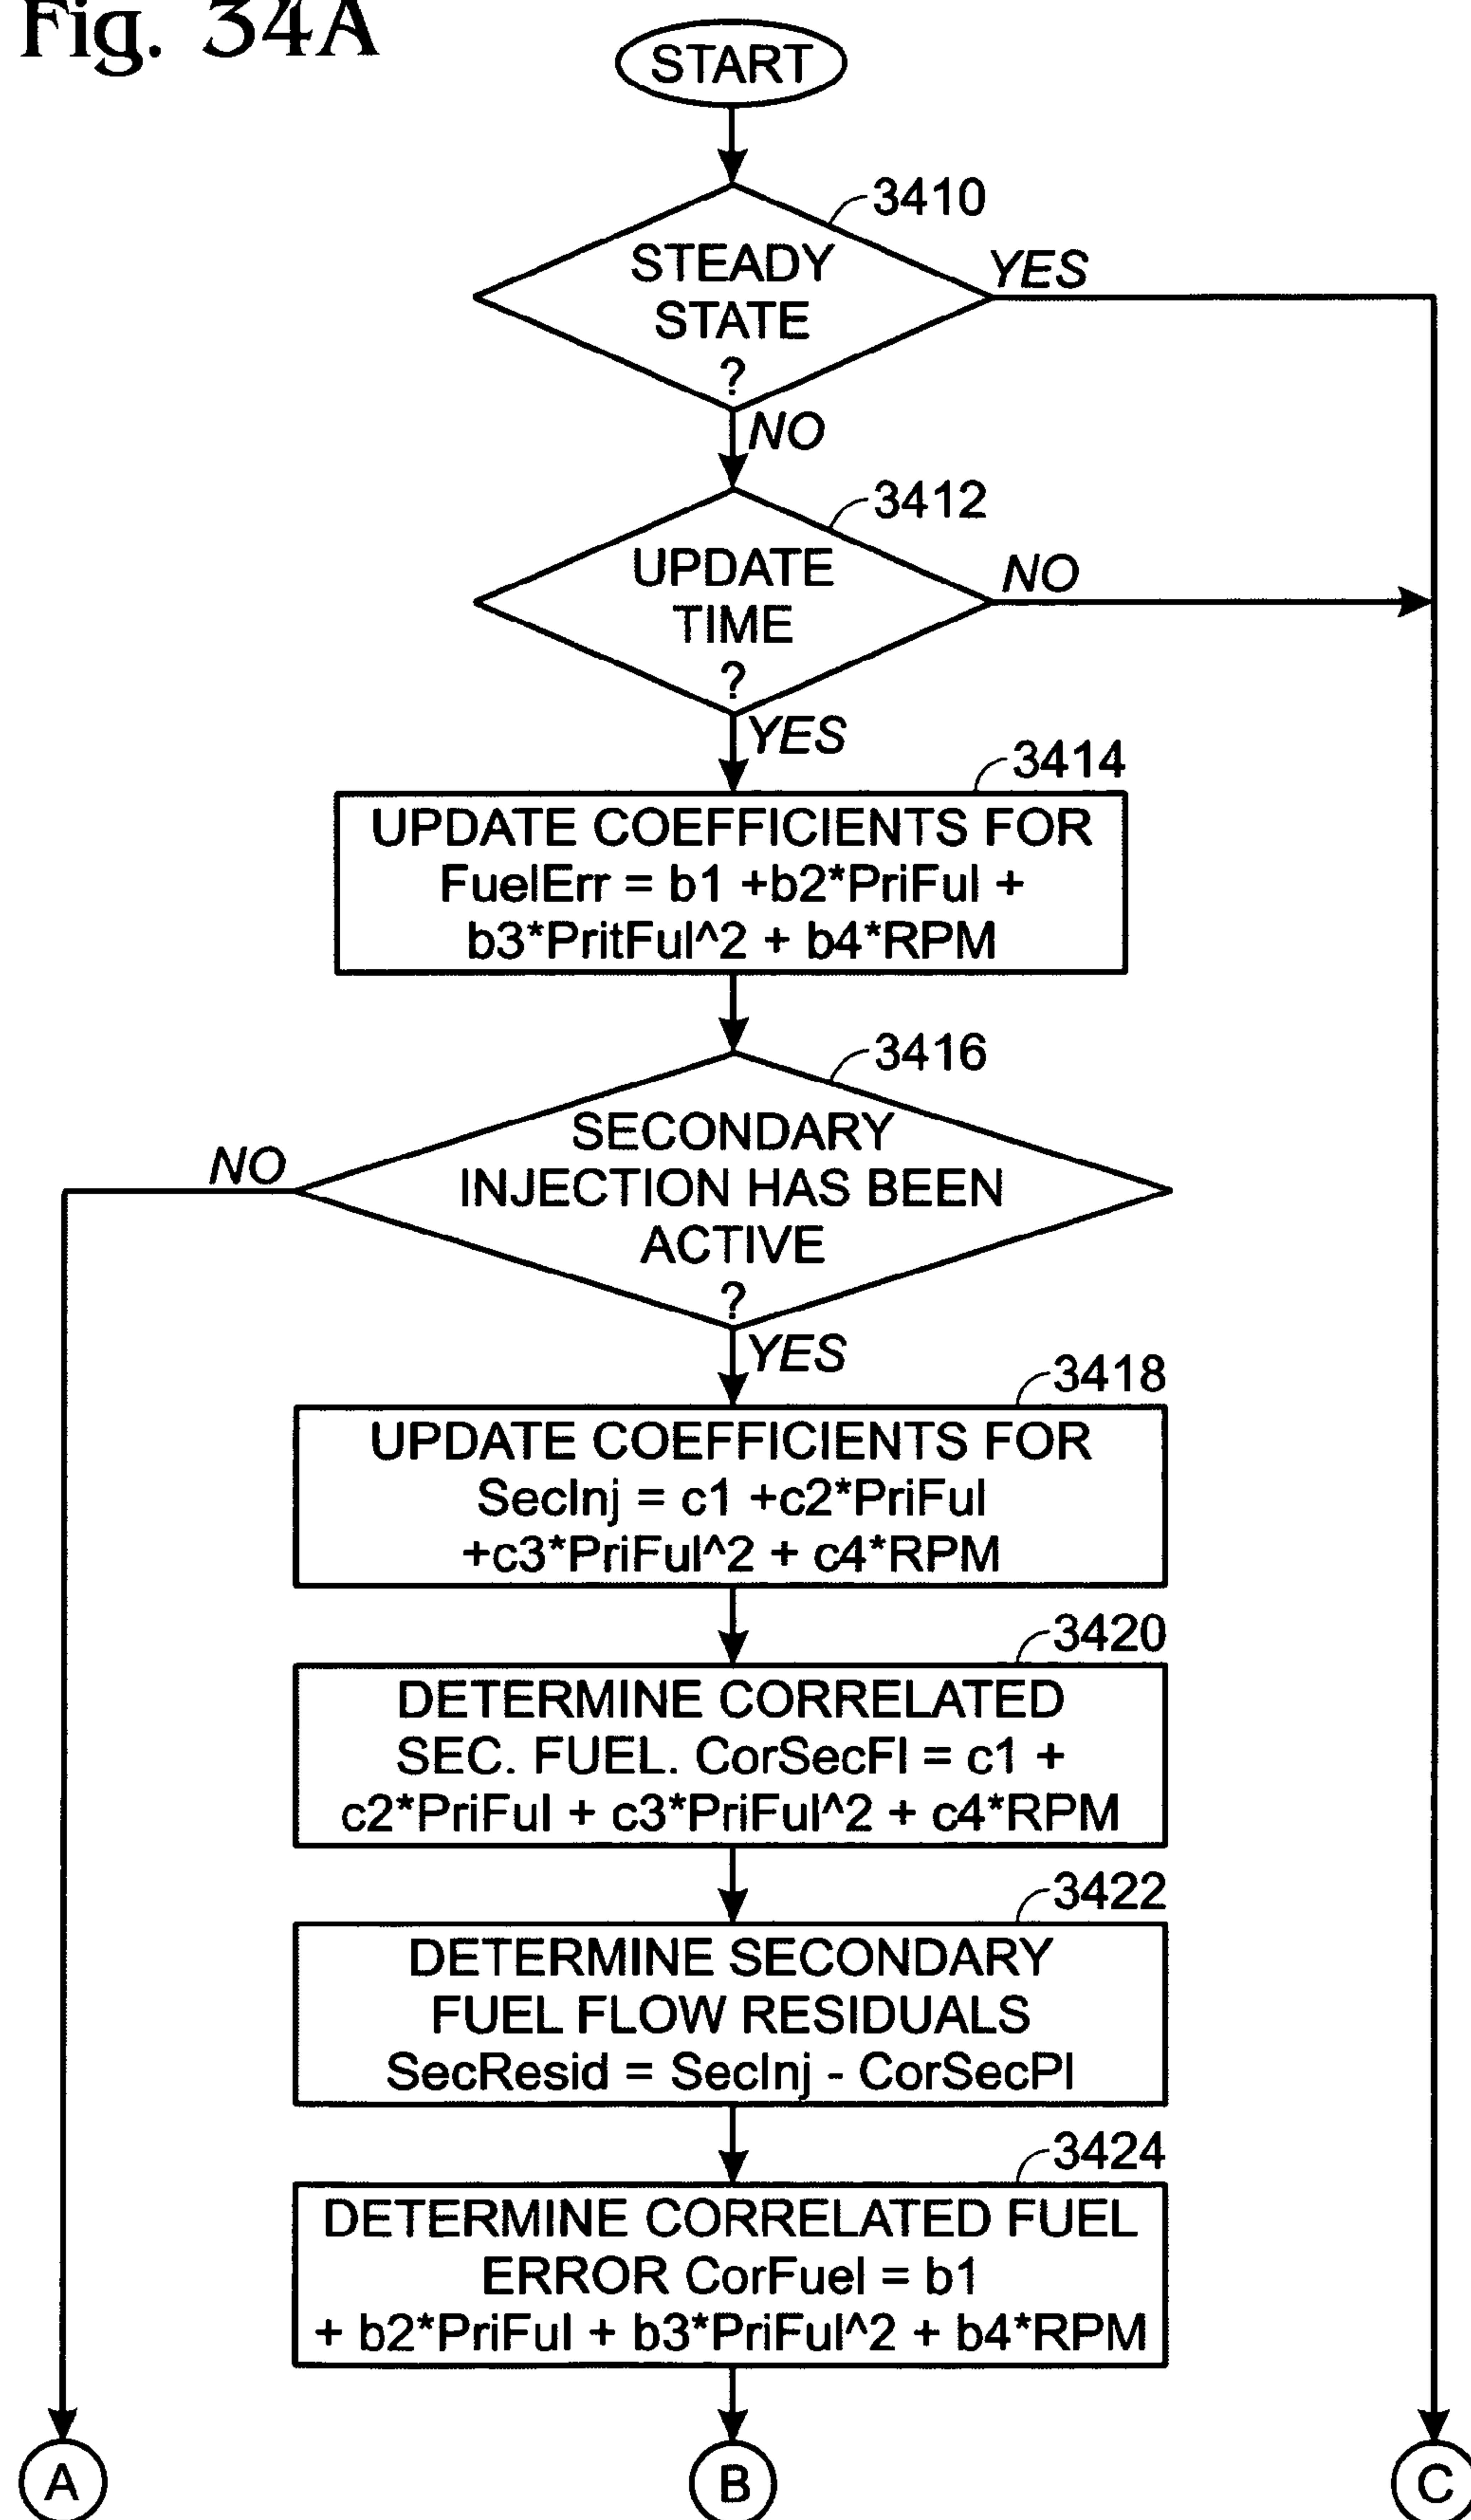 Fig. 34A
START
3410
STEADY
STATE
?
YES
NO
3412
UPDATE
TIME
?
NO
YES
3414
UPDATE COEFFICIENTS FOR
FuelErr = b1 +b2*PriFul +
b3*PritFul^2 + b4*RPM
3416
SECONDARY
INJECTION HAS BEEN
ACTIVE
?
NO
YES
3418
UPDATE COEFFICIENTS FOR
SecInj = c1 +c2*PriFul
+c3*PriFul^2 + c4*RPM
3420
DETERMINE CORRELATED
SEC. FUEL. CorSecFl = c1 +
c2*PriFul + c3*PriFul^2 + c4*RPM
3422
DETERMINE SECONDARY
FUEL FLOW RESIDUALS
SecResid = SecInj - CorSecPl
3424
DETERMINE CORRELATED FUEL
ERROR CorFuel = b1
+ b2*PriFul + b3*PriFul^2 + b4*RPM
A
B
C